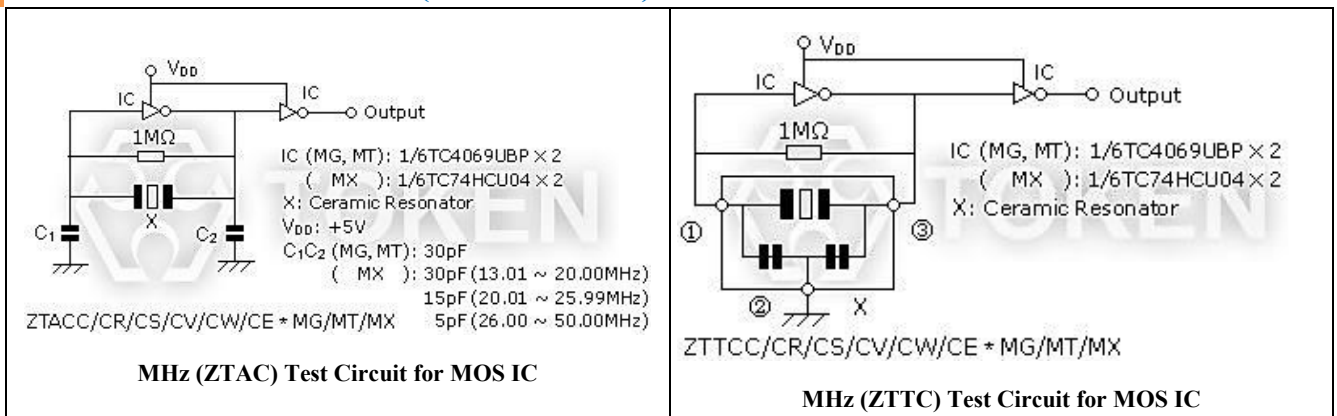 VDD
IC
IC
Output
1MΩ
X
C1
C2
IC (MG, MT): 1/6TC4069UBP × 2
( MX ): 1/6TC74HCU04 × 2
X: Ceramic Resonator
VDD: +5V
C1C2 (MG, MT): 30pF
( MX ): 30pF (13.01 ~ 20.00MHz)
15pF (20.01 ~ 25.99MHz)
5pF (26.00 ~ 50.00MHz)
ZTACC/CR/CS/CV/CW/CE * MG/MT/MX
MHz (ZTAC) Test Circuit for MOS IC
VDD
IC
IC
Output
1MΩ
IC (MG, MT): 1/6TC4069UBP × 2
( MX ): 1/6TC74HCU04 × 2
X: Ceramic Resonator
①
③
②
X
ZTTCC/CR/CS/CV/CW/CE * MG/MT/MX
MHz (ZTTC) Test Circuit for MOS IC
TOKEN
TOKEN